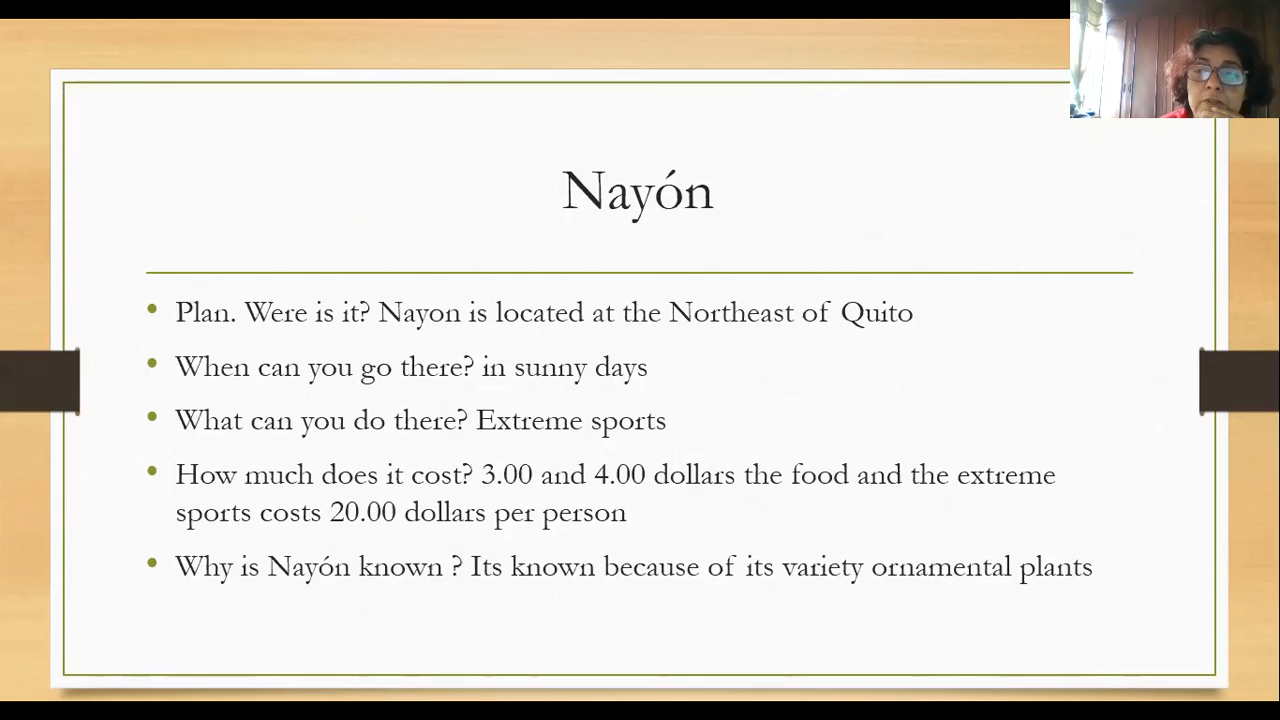 Nayón
Plan. Were is it? Nayon is located at the Northeast of Quito
When can you go there? in sunny days
What can you do there? Extreme sports
How much does it cost? 3.00 and 4.00 dollars the food and the extreme
sports costs 20.00 dollars per person
Why is Nayón known ? Its known because of its variety ornamental plants